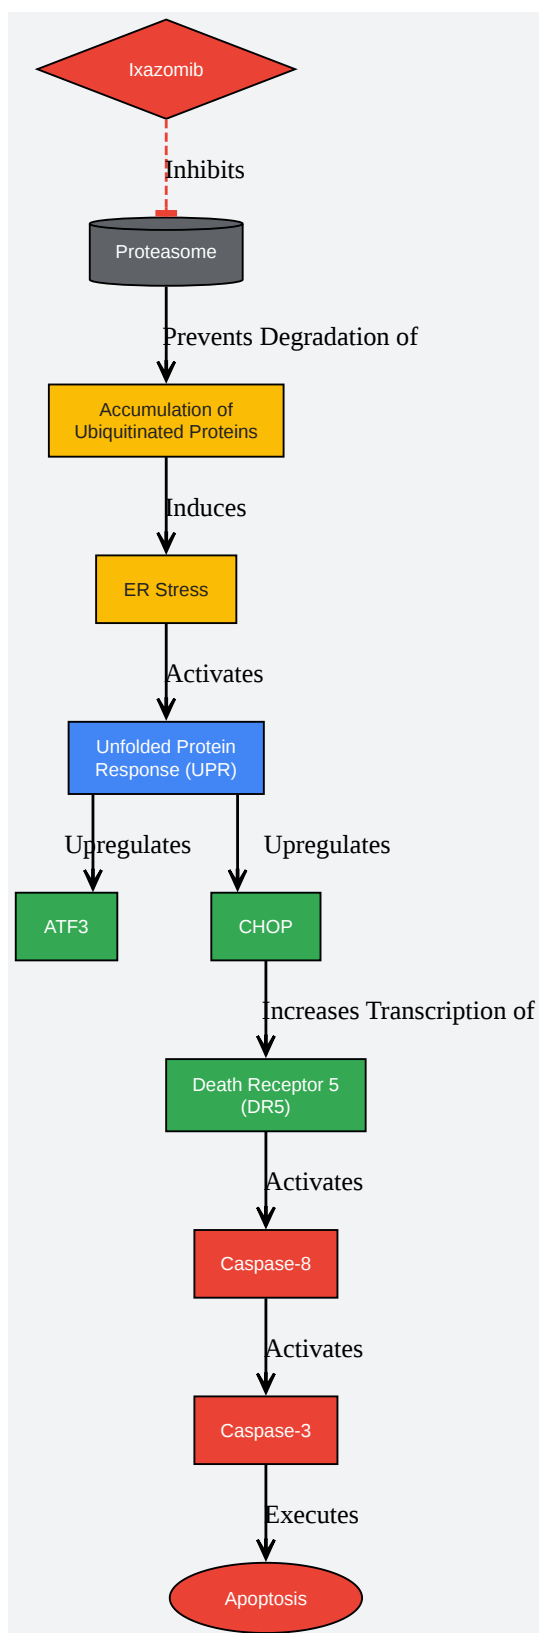 Ixazomib
Inhibits
Proteasome
Prevents Degradation of
Accumulation of
Ubiquitinated Proteins
Induces
ER Stress
Activates
Unfolded Protein
Response (UPR)
Upregulates
Upregulates
ATF3
CHOP
Increases Transcription of
Death Receptor 5
(DR5)
Activates
Caspase-8
Activates
Caspase-3
Executes
Apoptosis